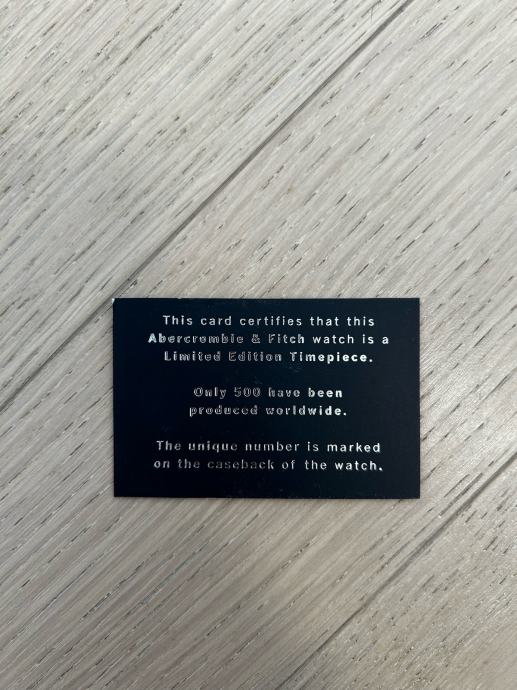 This card certifies that this
Abercrombie & Fitch watch is a
Limited Edition Timepiece.
Only 500 have been
produced worldwide.
The unique number is marked
on the caseback of the watch.